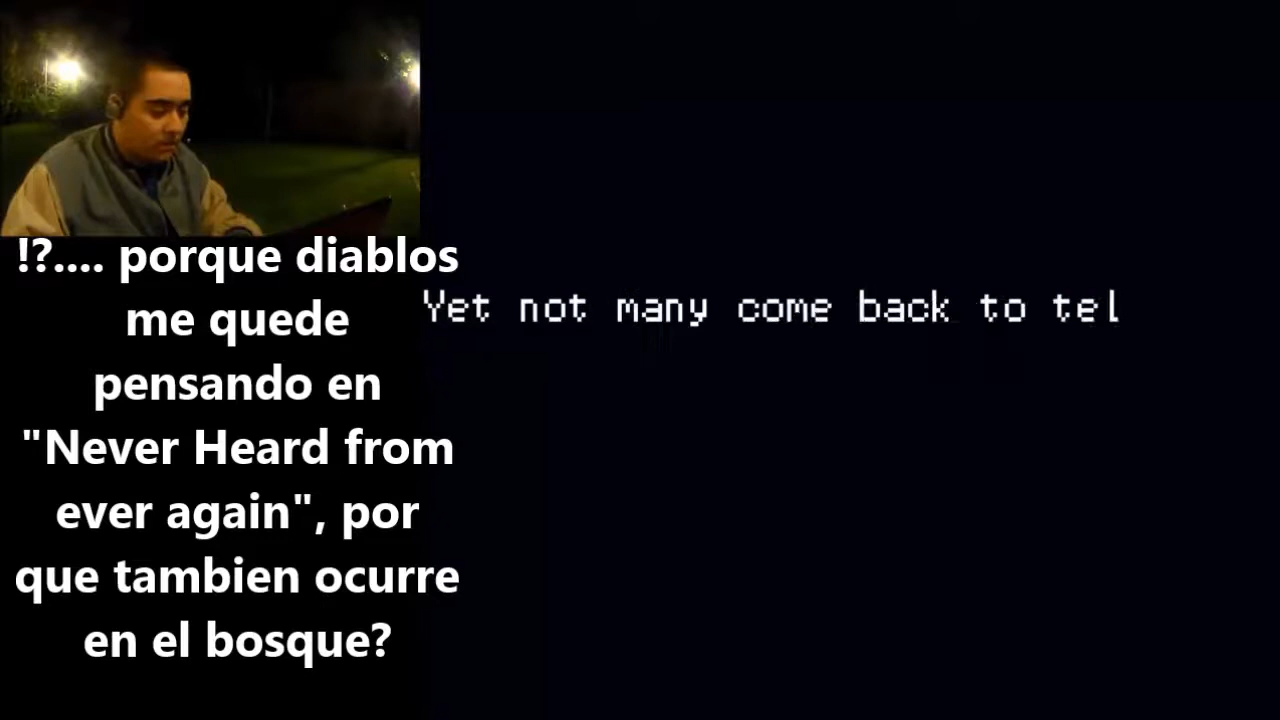 !?.... porque diablos
me quede
pensando en
"Never Heard from
ever again", por
que tambien ocurre
en el bosque?
Yet not many come back to tel